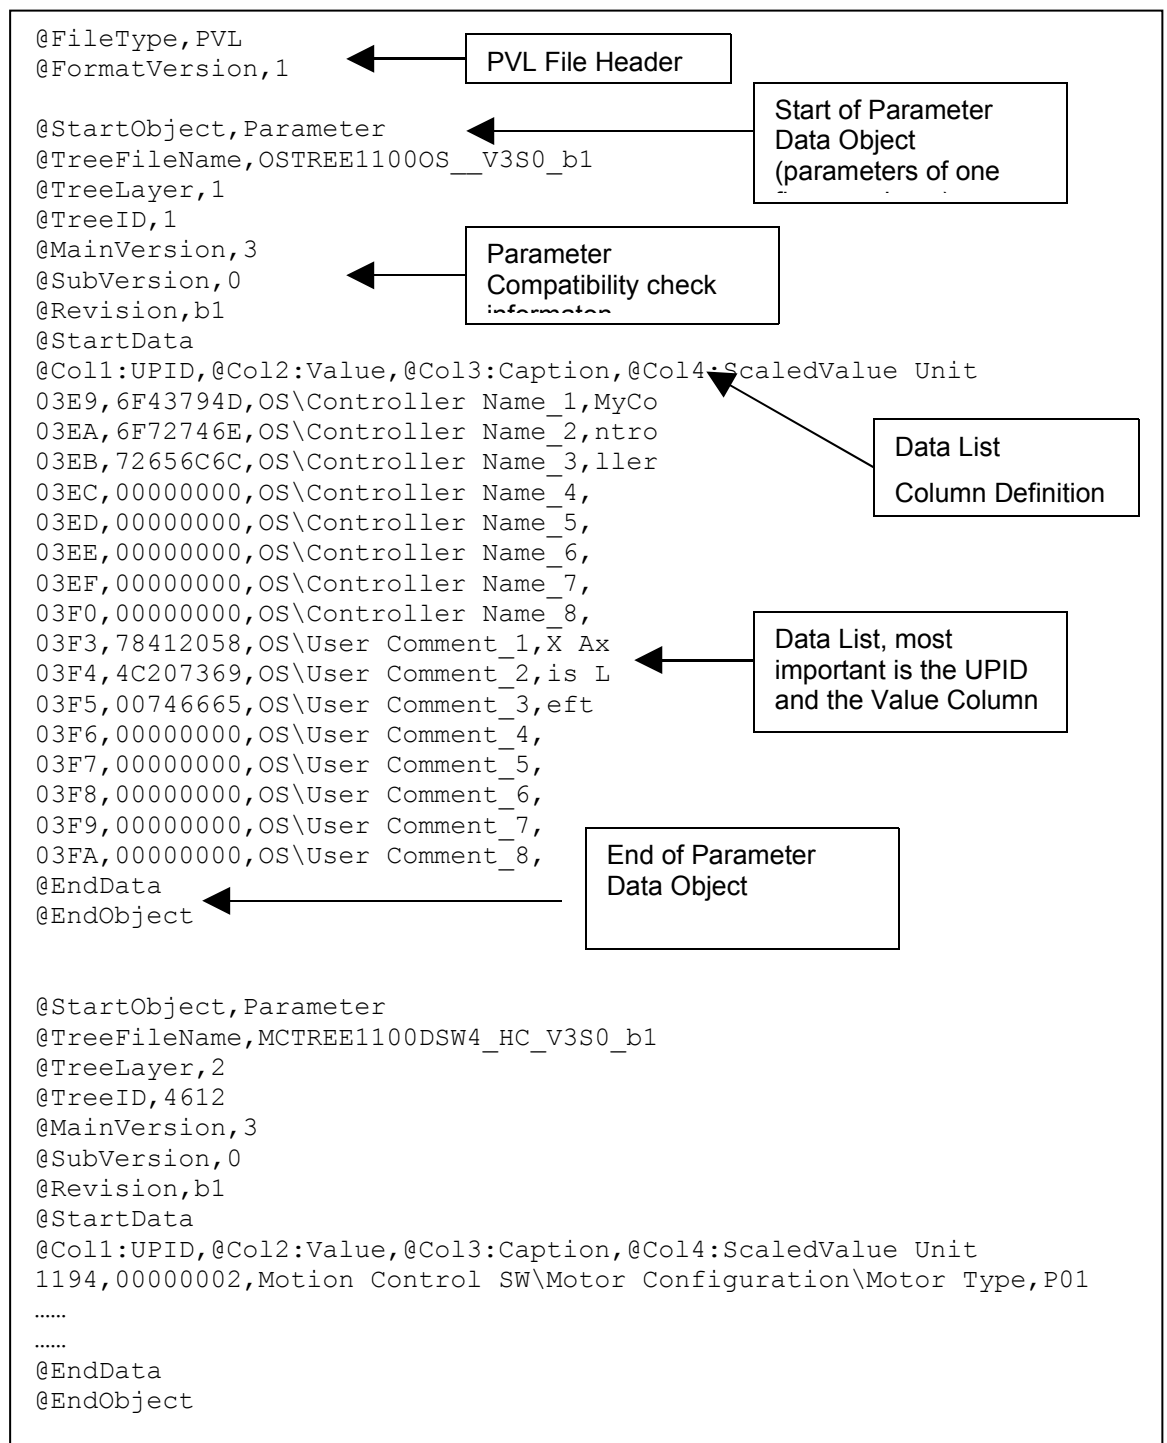 @FileType,PVL
@FormatVersion,1
PVL File Header
@StartObject,Parameter
@TreeFileName,OSTREE1100OS__V3S0_b1
@TreeLayer,1
@TreeID,1
@MainVersion,3
@SubVersion,0
@Revision,b1
@StartData
Start of Parameter
Data Object
(parameters of one
Parameter
Compatibility check
informaton
@Col1:UPID,@Col2:Value,@Col3:Caption,@Col4:ScaledValue Unit
03E9,6F43794D,OS\Controller Name_1,MyCo
03EA,6F72746E,OS\Controller Name_2,ntro
03EB,72656C6C,OS\Controller Name_3,ller
03EC,00000000,OS\Controller Name_4,
03ED,00000000,OS\Controller Name_5,
03EE,00000000,OS\Controller Name_6,
03EF,00000000,OS\Controller Name_7,
03F0,00000000,OS\Controller Name_8,
03F3,78412058,OS\User Comment_1,X Ax
03F4,4C207369,OS\User Comment_2,is L
03F5,00746665,OS\User Comment_3,eft
03F6,00000000,OS\User Comment_4,
03F7,00000000,OS\User Comment_5,
03F8,00000000,OS\User Comment_6,
03F9,00000000,OS\User Comment_7,
03FA,00000000,OS\User Comment_8,
@EndData
@EndObject
Data List
Column Definition
Data List, most
important is the UPID
and the Value Column
End of Parameter
Data Object
@StartObject,Parameter
@TreeFileName,MCTREE1100DSW4_HC_V3S0_b1
@TreeLayer,2
@TreeID,4612
@MainVersion,3
@SubVersion,0
@Revision,b1
@StartData
@Col1:UPID,@Col2:Value,@Col3:Caption,@Col4:ScaledValue Unit
1194,00000002,Motion Control SW\Motor Configuration\Motor Type,P01
……
……
@EndData
@EndObject